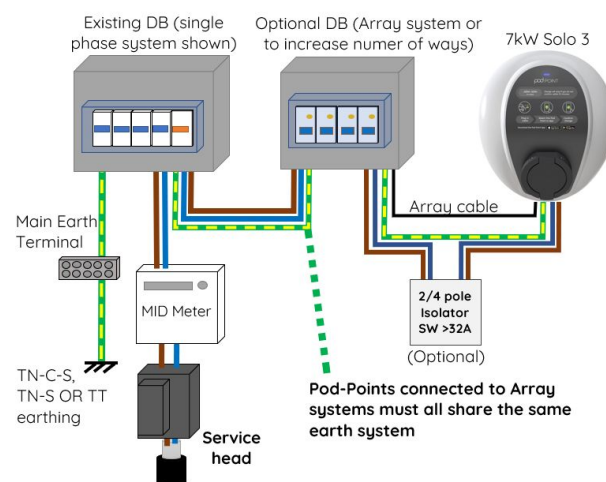 Existing DB (single
phase system shown)
Optional DB (Array system or
to increase numer of ways)
7kW Solo 3
pod POINT
Array cable
Main Earth
Terminal
MID Meter
2/4 pole
Isolator
SW >32A
(Optional)
TN-C-S,
TN-S OR TT
earthing
Service
head
Pod-Points connected to Array
systems must all share the same
earth system